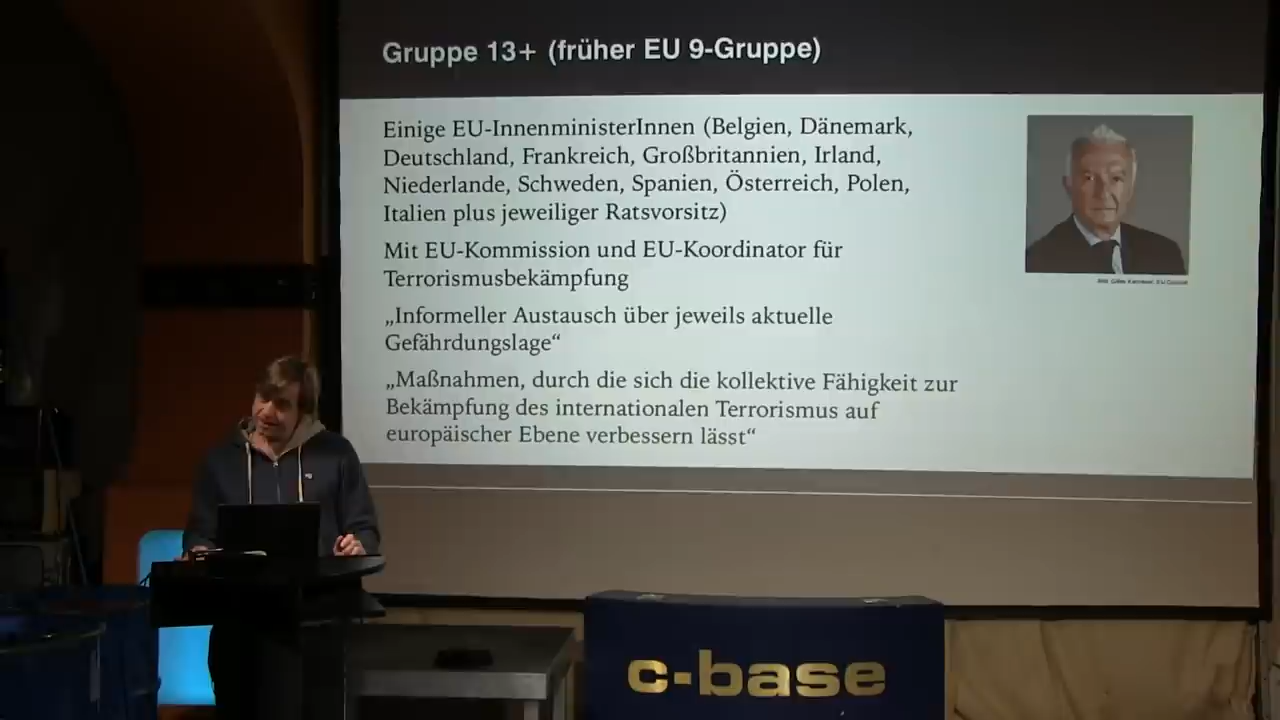 Gruppe 13+ (früher EU 9-Gruppe)
Einige EU-InnenministerInnen (Belgien, Dänemark,
Deutschland, Frankreich, Großbritannien, Irland,
Niederlande, Schweden, Spanien, Österreich, Polen,
Italien plus jeweiliger Ratsvorsitz)
Mit EU-Kommission und EU-Koordinator für
Terrorismusbekämpfung
„Informeller Austausch über jeweils aktuelle
Gefährdungslage“
„Maßnahmen, durch die sich die kollektive Fähigkeit zur
Bekämpfung des internationalen Terrorismus auf
europäischer Ebene verbessern lässt“
c-base